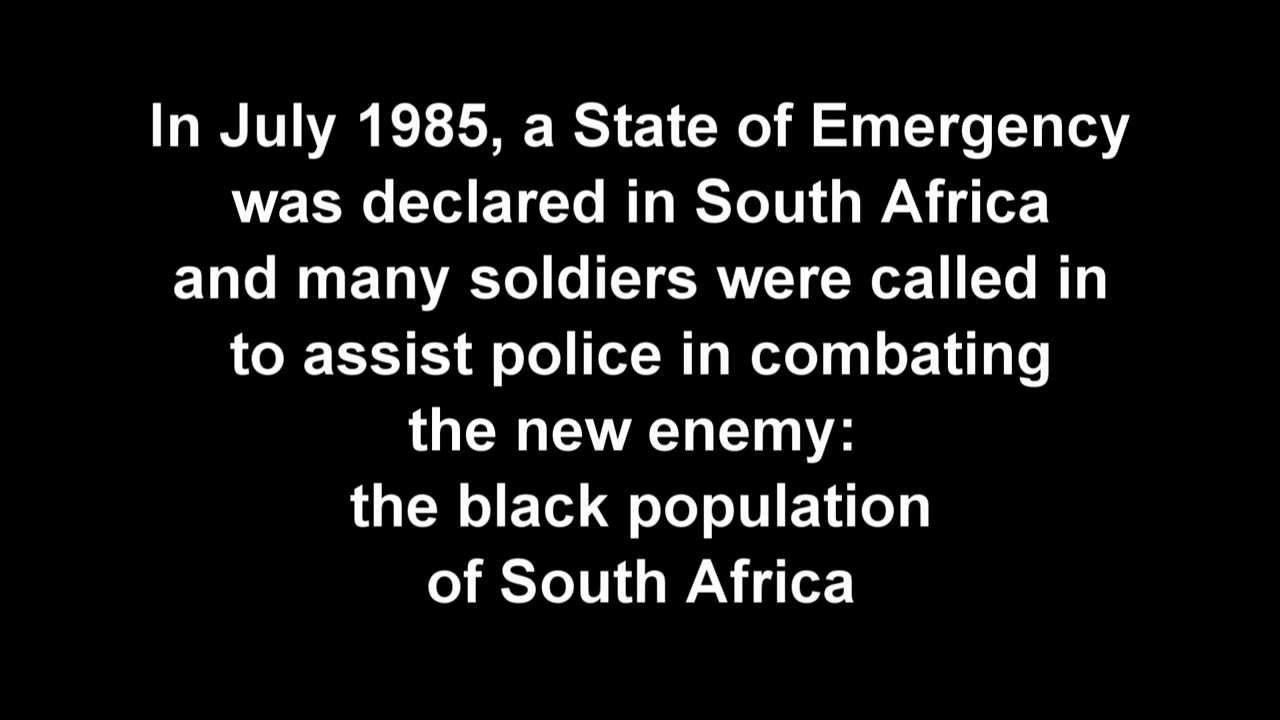 In July 1985, a State of Emergency
was declared in South Africa
and many soldiers were called in
to assist police in combating
the new enemy:
the black population
of South Africa